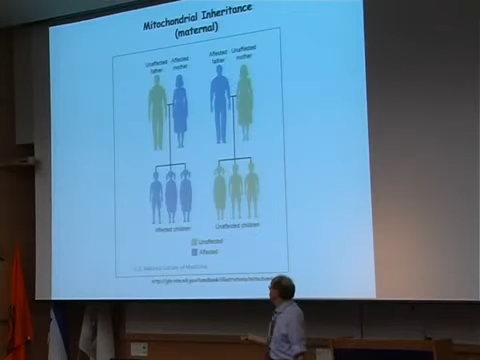 Mitochondrial Inheritance
(maternal)
Unaffected Affected
father mother
Affected Unaffected
father mother
Affected children
Unaffected children
Unaffected
Affected
U.S. National Library of Medicine